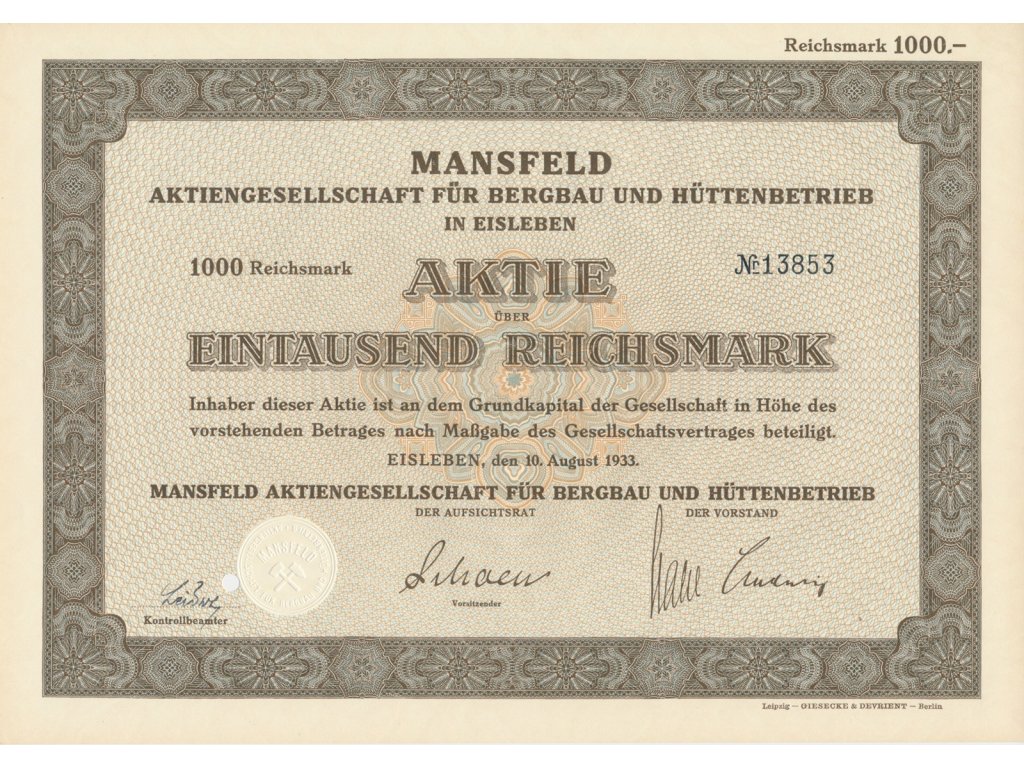 Reichsmark 1000.–
MANSFELD
AKTIENGESELLSCHAFT FÜR BERGBAU UND HÜTTENBETRIEB
IN EISLEBEN
1000 Reichsmark
AKTIE
№ 13853
ÜBER
EINTAUSEND REICHSMARK
Inhaber dieser Aktie ist an dem Grundkapital der Gesellschaft in Höhe des
vorstehenden Betrages nach Maßgabe des Gesellschaftsvertrages beteiligt.
EISLEBEN, den 10. August 1933.
MANSFELD AKTIENGESELLSCHAFT FÜR BERGBAU UND HÜTTENBETRIEB
DER AUFSICHTSRAT
DER VORSTAND
MANSFELD
Vorsitzender
Kontrollbeamter
Leipzig – GIESECKE & DEVRIENT – Berlin